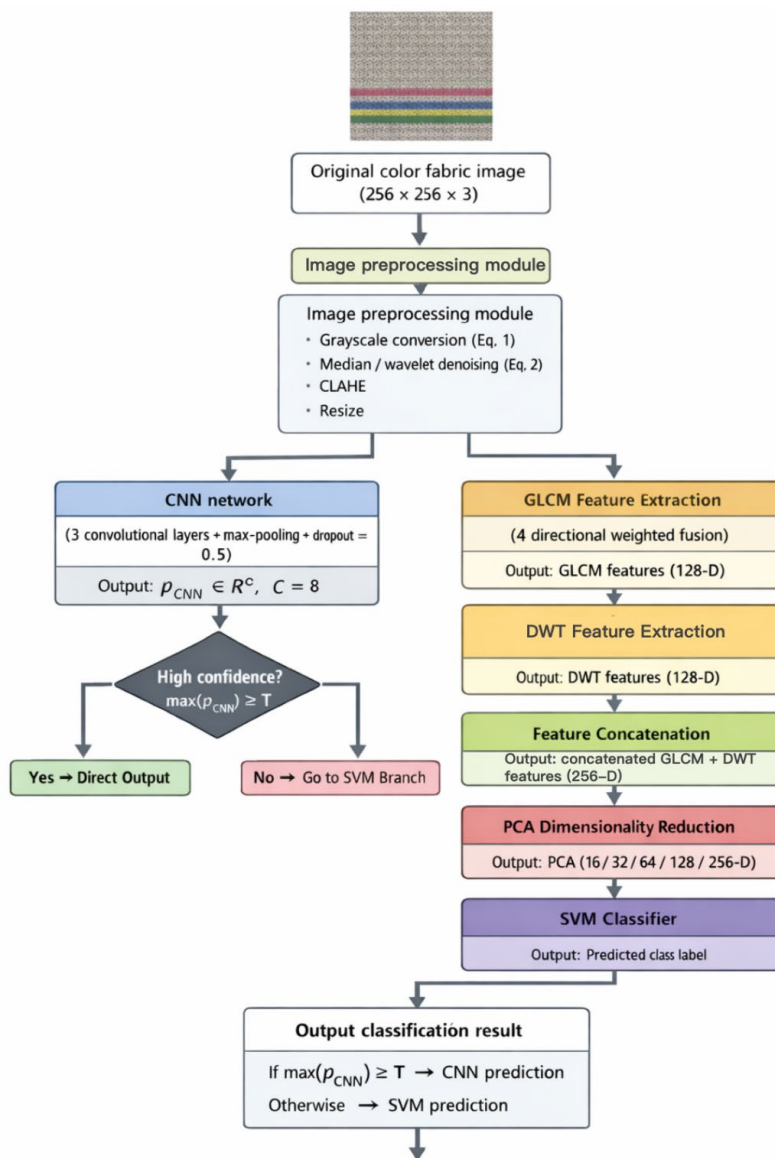 Original color fabric image
(256 × 256 × 3)
Image preprocessing module
Image preprocessing module
• Grayscale conversion (Eq. 1)
• Median / wavelet denoising (Eq. 2)
• CLAHE
• Resize
CNN network
(3 convolutional layers + max-pooling + dropout =
0.5)
Output: p_CNN ∈ R^c, C = 8
High confidence?
max(p_CNN) ≥ T
Yes → Direct Output
No → Go to SVM Branch
GLCM Feature Extraction
(4 directional weighted fusion)
Output: GLCM features (128-D)
DWT Feature Extraction
Output: DWT features (128-D)
Feature Concatenation
Output: concatenated GLCM + DWT
features (256–D)
PCA Dimensionality Reduction
Output: PCA (16 / 32 / 64 / 128 / 256-D)
SVM Classifier
Output: Predicted class label
Output classification result
If max(p_CNN) ≥ T → CNN prediction
Otherwise → SVM prediction